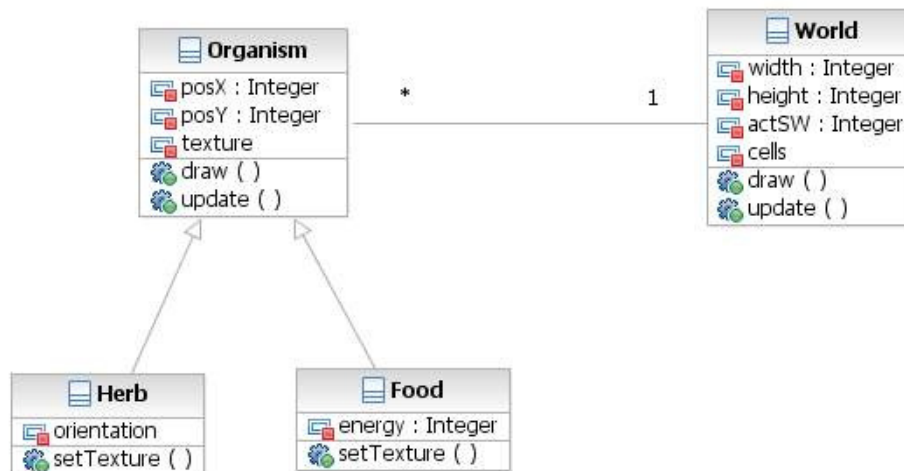 Organism
posX : Integer
posY : Integer
texture
draw ( )
update ( )
*
1
World
width : Integer
height : Integer
actSW : Integer
cells
draw ( )
update ( )
Herb
orientation
setTexture ( )
Food
energy : Integer
setTexture ( )